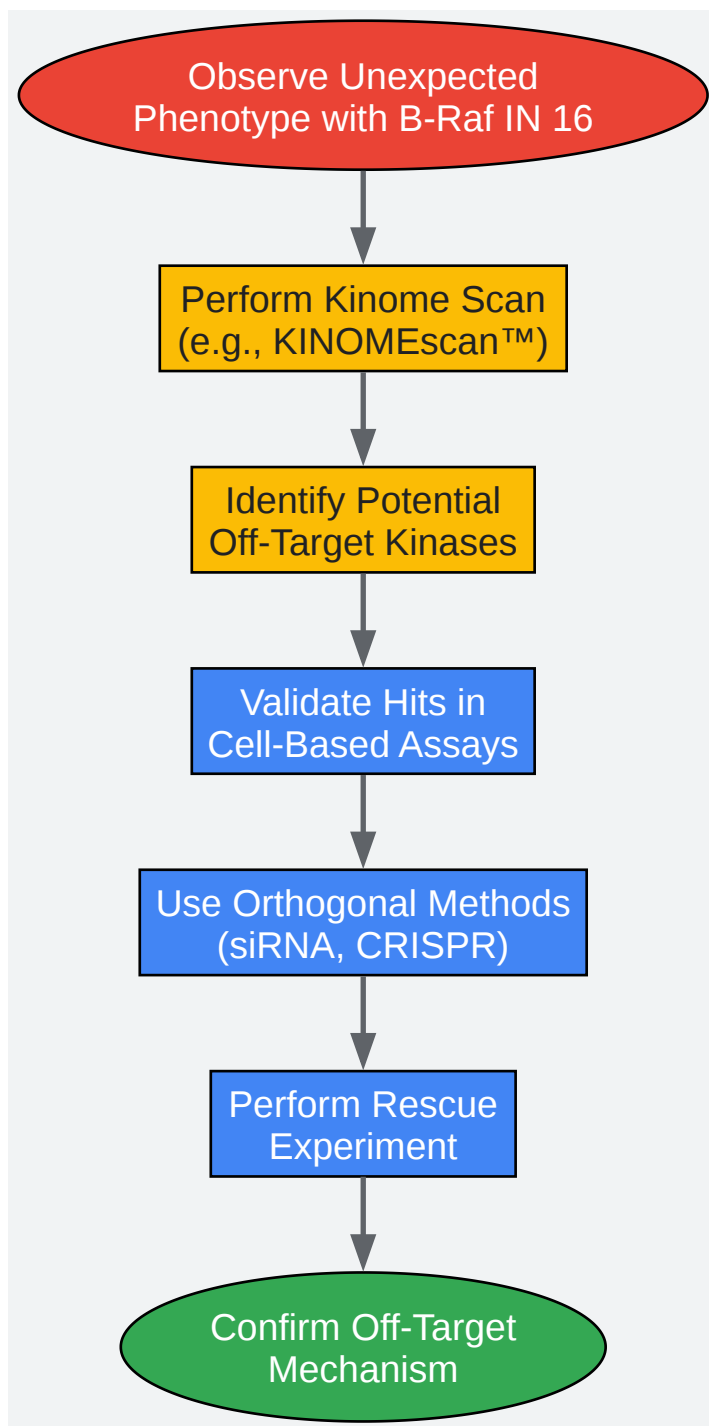 Observe Unexpected
Phenotype with B-Raf IN 16
Perform Kinome Scan
(e.g., KINOMEscan™)
Identify Potential
Off-Target Kinases
Validate Hits in
Cell-Based Assays
Use Orthogonal Methods
(siRNA, CRISPR)
Perform Rescue
Experiment
Confirm Off-Target
Mechanism